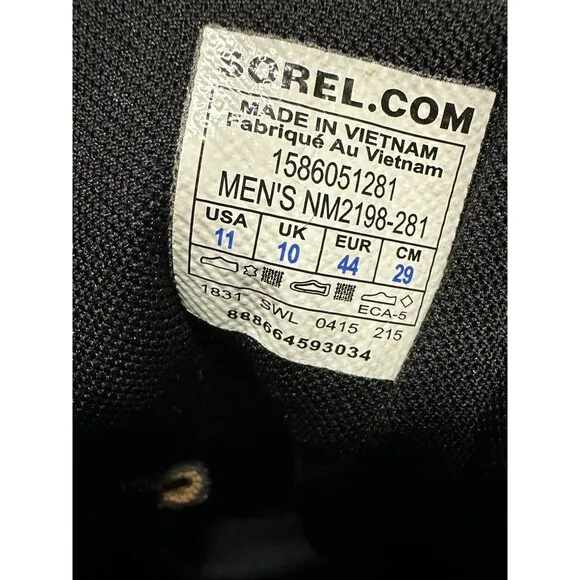 SOREL.COM
MADE IN VIETNAM
Fabriqué Au Vietnam
1586051281
MEN'S NM2198-281
USA UK EUR CM
11 10 44 29
ECA-5
1831 SWL 0415 215
888664593034